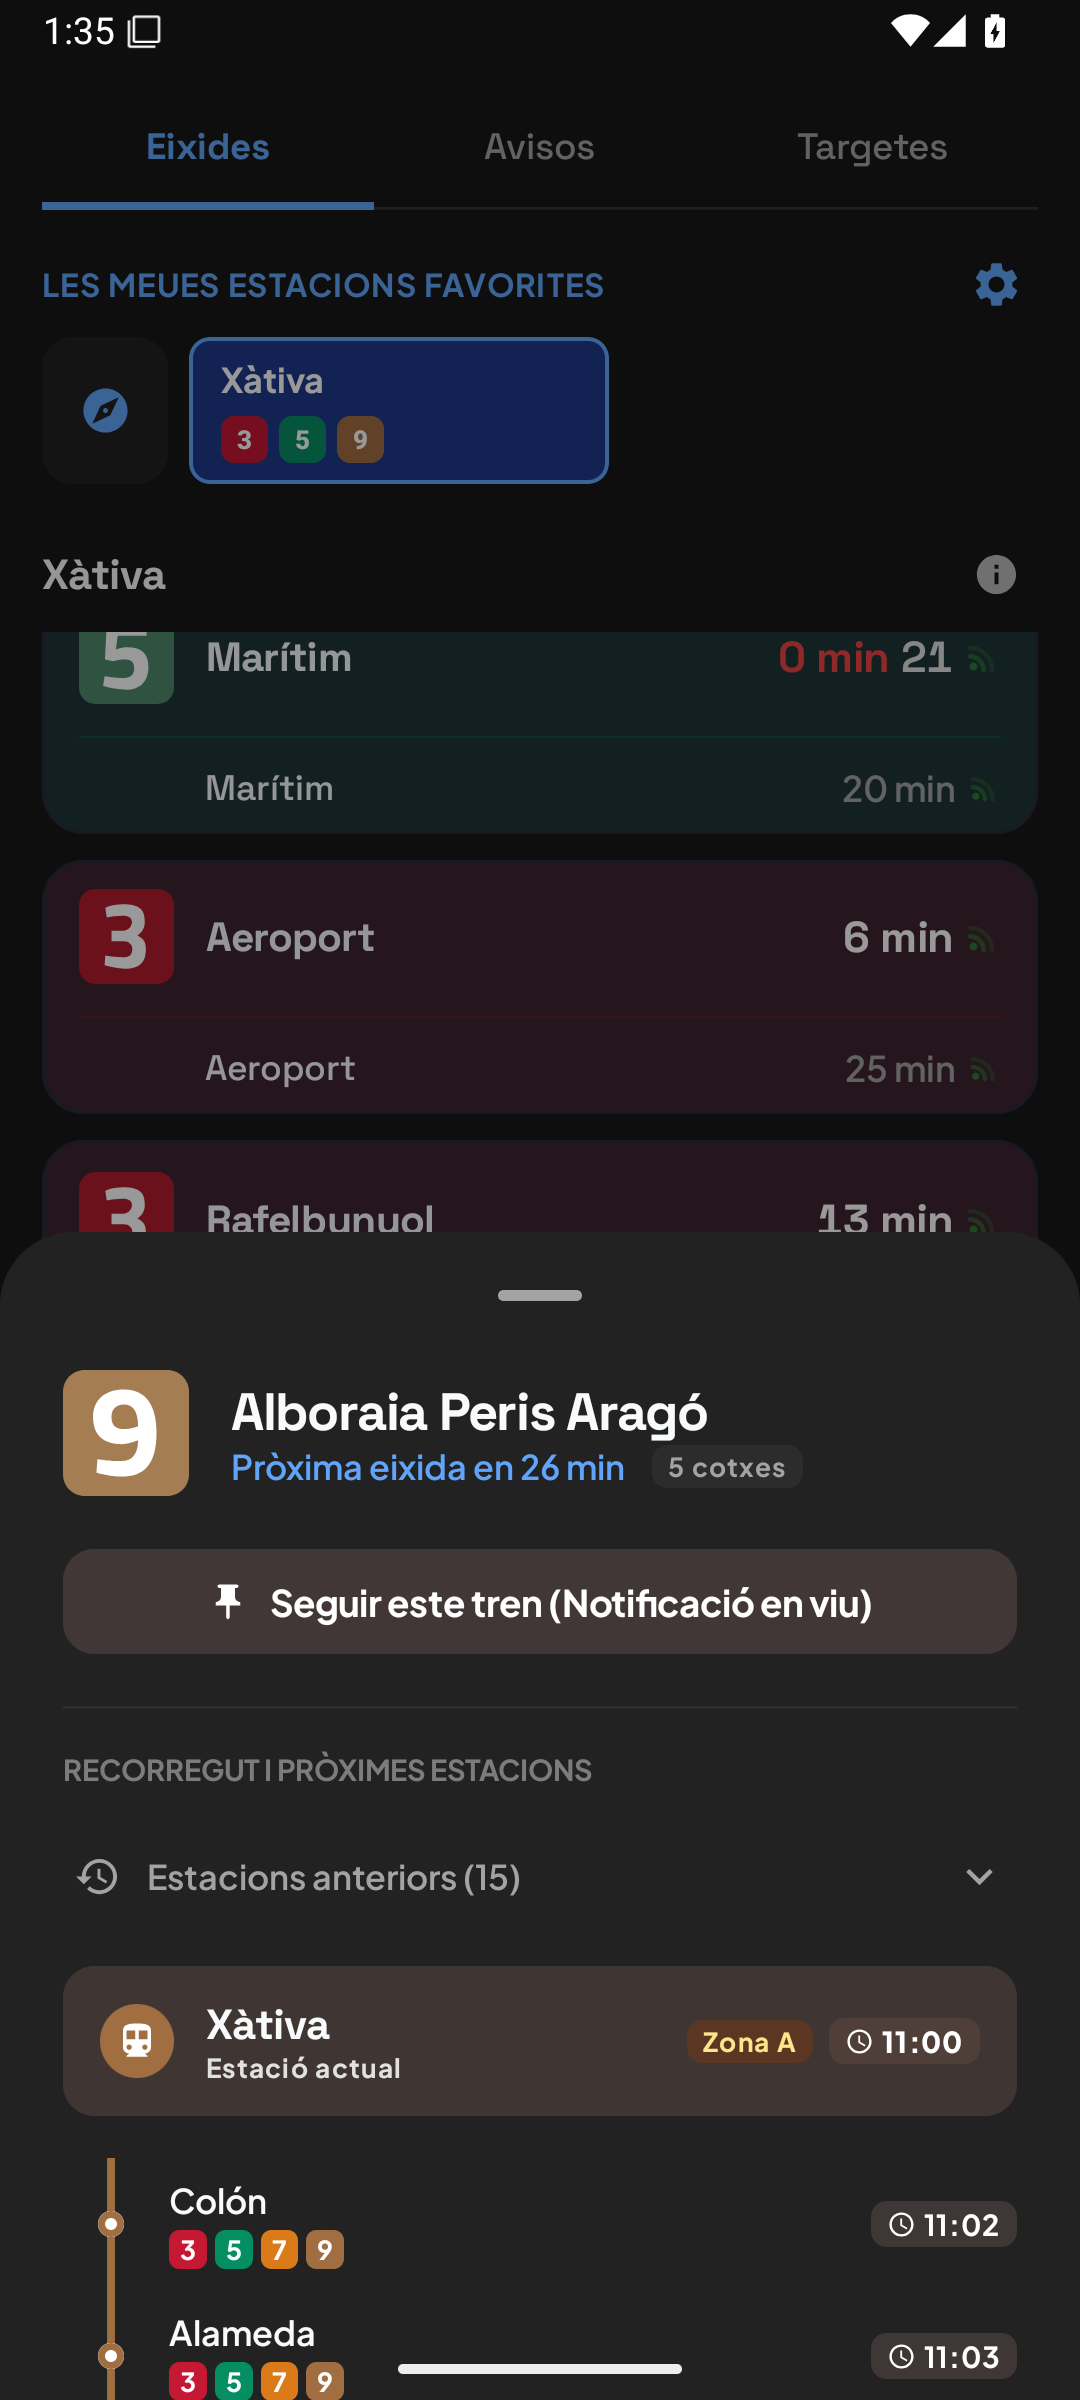 1:35
Eixides Avisos Targetes
LES MEUES ESTACIONS FAVORITES
Xàtiva
3 5 9
Xàtiva
5 Marítim 0 min 21
Marítim 20 min
3 Aeroport 6 min
Aeroport 25 min
3 Rafelbunyol 13 min
9 Alboraia Peris Aragó
Pròxima eixida en 26 min 5 cotxes
Seguir este tren (Notificació en viu)
RECORREGUT I PRÒXIMES ESTACIONS
Estacions anteriors (15)
Xàtiva
Estació actual
Zona A 11:00
Colón
3 5 7 9
11:02
Alameda
3 5 7 9
11:03